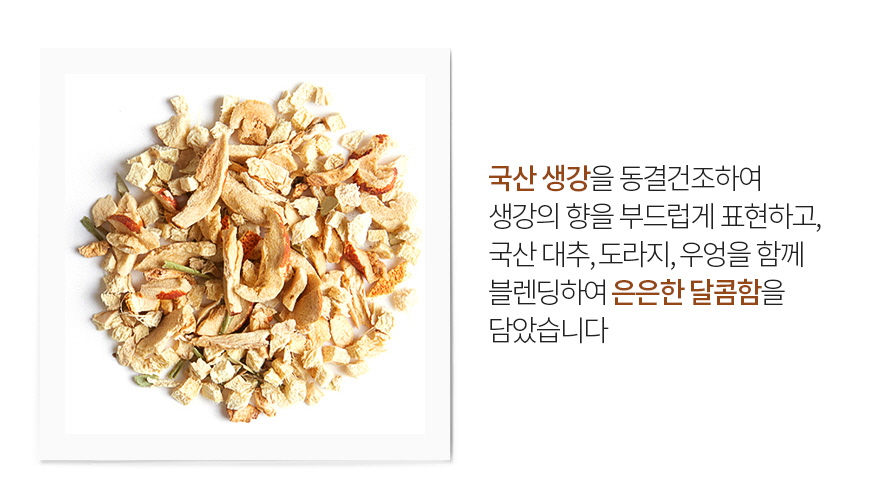 국산 생강을 동결건조하여
생강의 향을 부드럽게 표현하고,
국산 대추, 도라지, 우엉을 함께
블렌딩하여 은은한 달콤함을
담았습니다